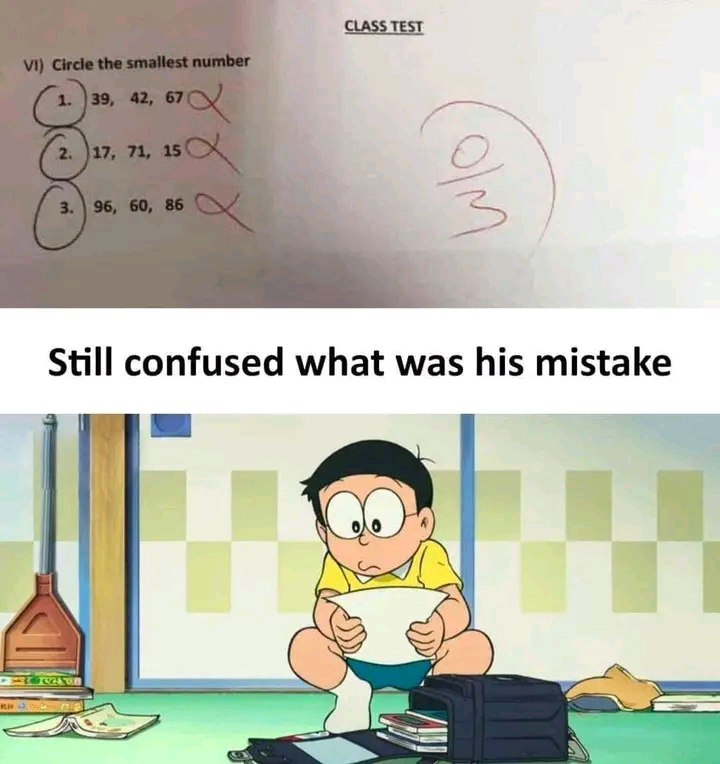 CLASS TEST
VI) Circle the smallest number
1. 39, 42, 67
2. 17, 71, 15
3. 96, 60, 86
0/3
Still confused what was his mistake